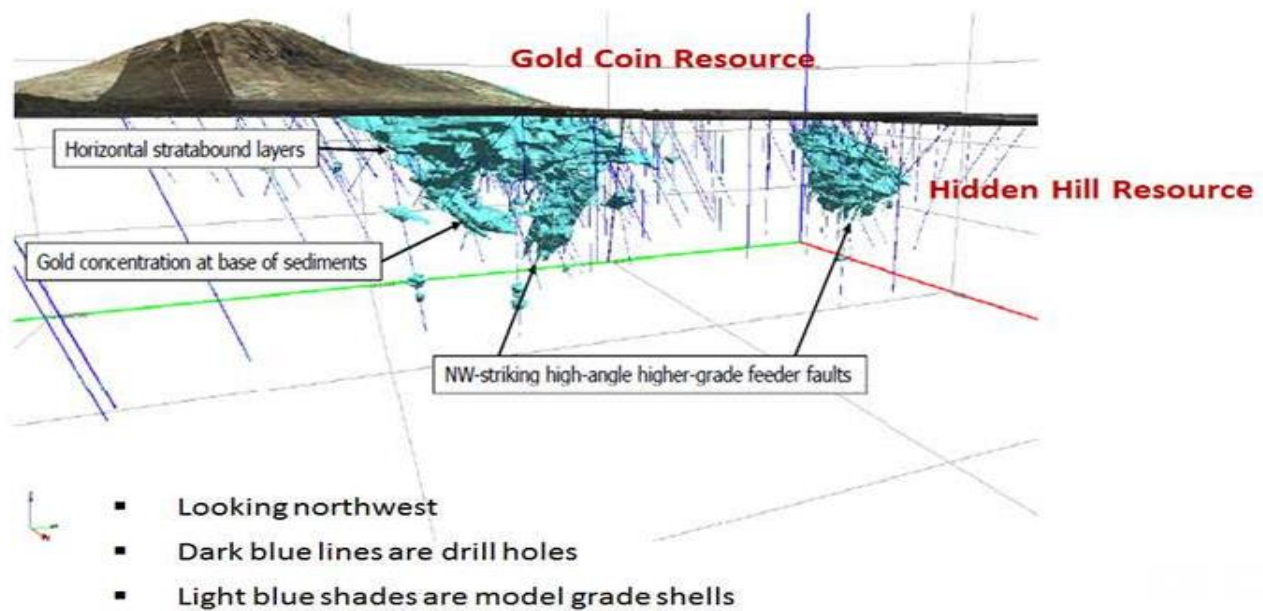 Gold Coin Resource
Horizontal stratabound layers
Hidden Hill Resource
Gold concentration at base of sediments
NW-striking high-angle higher-grade feeder faults
▪ Looking northwest
▪ Dark blue lines are drill holes
▪ Light blue shades are model grade shells